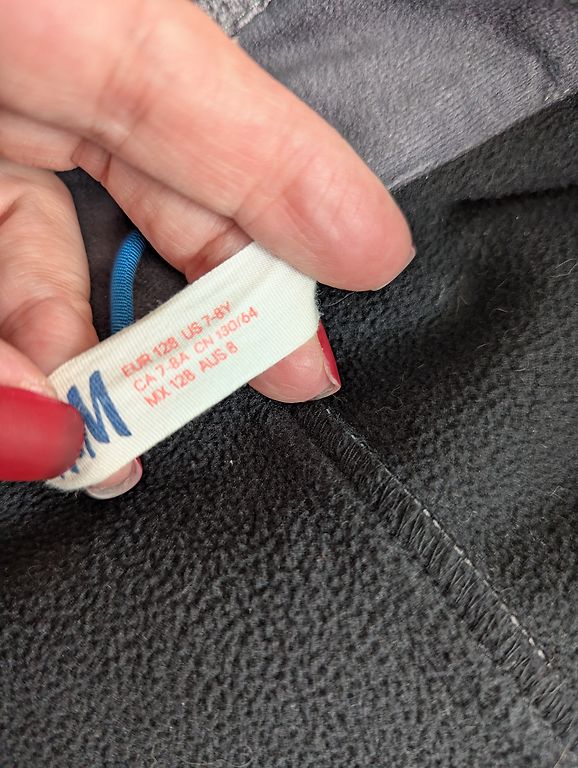 M
EUR 128 US 7-8Y
CA 7-8A CN 130/64
MX 128 AUS 8